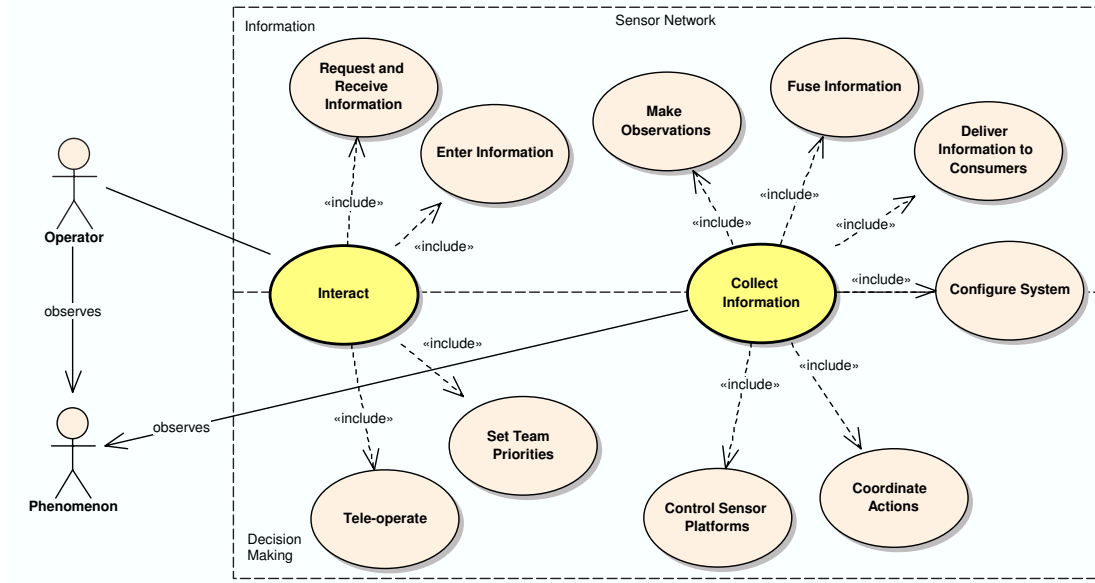 Information
Sensor Network
Request and
Receive
Information
Enter Information
Make
Observations
Fuse Information
Deliver
Information to
Consumers
«include»
«include»
«include»
«include»
«include»
Operator
Interact
Collect
Information
«include»
Configure System
observes
«include»
«include»
«include»
«include»
«include»
observes
Set Team
Priorities
Phenomenon
Tele-operate
Control Sensor
Platforms
Coordinate
Actions
Decision
Making